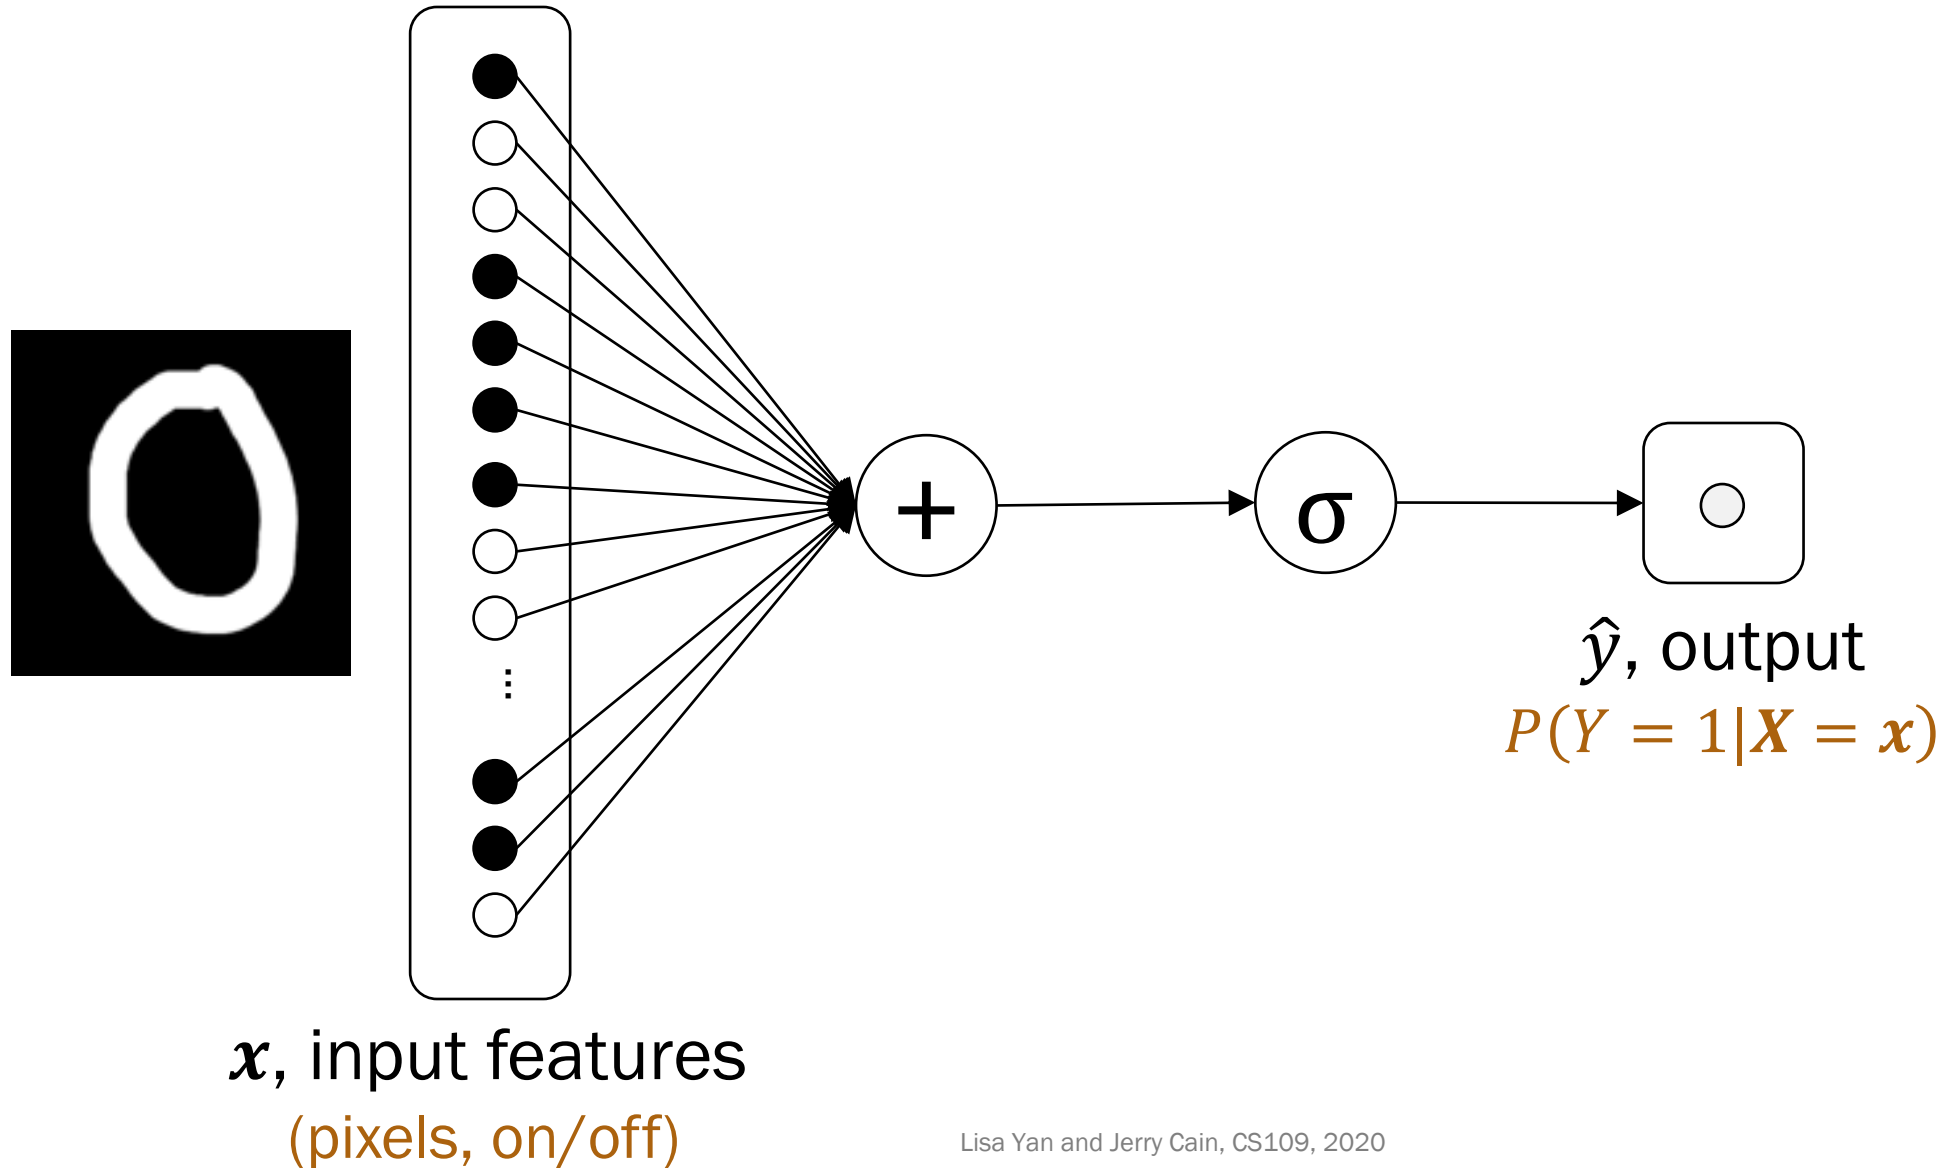 ⋮
+
σ
ŷ, output
P(Y = 1|X = x)
x, input features
(pixels, on/off)
Lisa Yan and Jerry Cain, CS109, 2020